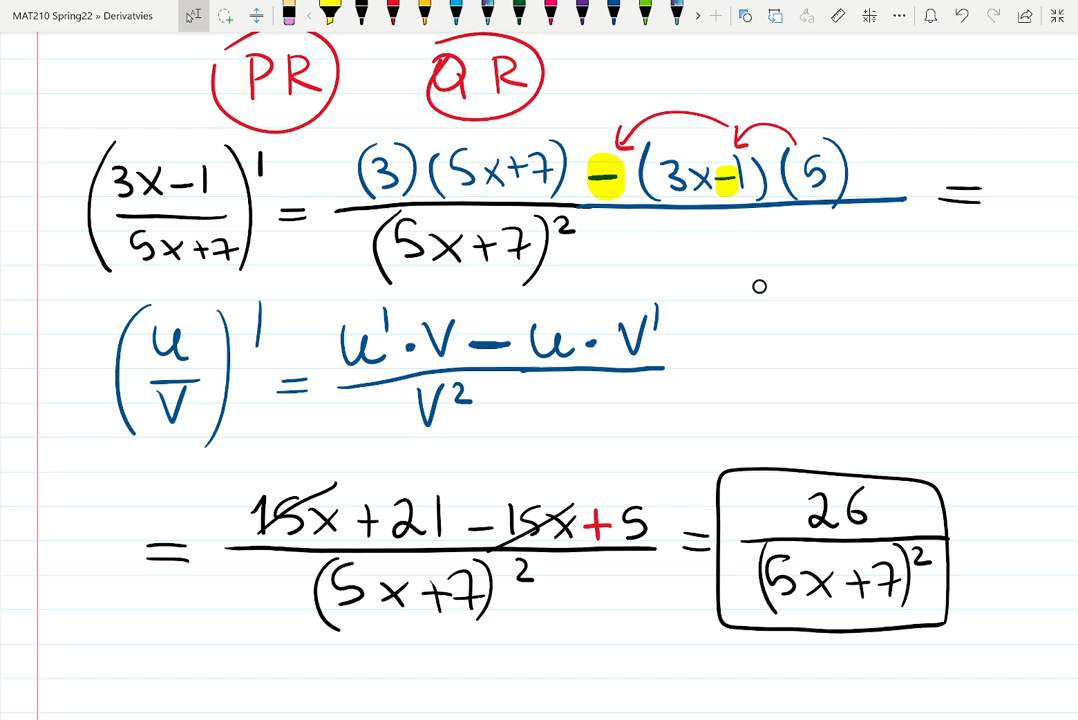 MAT210 Spring22 » Derivatvies
PR QR
((3x-1)/(5x+7))' = ((3)(5x+7) - (3x-1)(5))/(5x+7)² =
(u/v)' = (u'·v - u·v')/v²
= (15x + 21 - 15x + 5)/(5x+7)² = 26/(5x+7)²